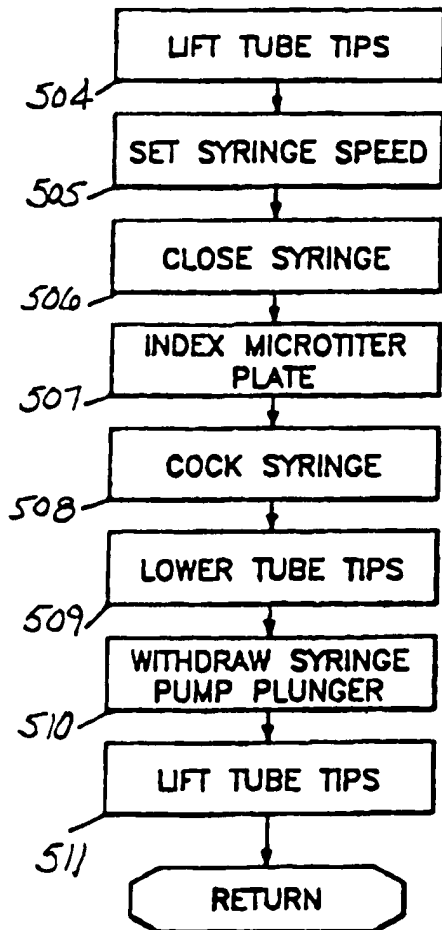 LIFT TUBE TIPS
504
SET SYRINGE SPEED
505
CLOSE SYRINGE
506
INDEX MICROTITER
PLATE
507
COCK SYRINGE
508
LOWER TUBE TIPS
509
WITHDRAW SYRINGE
PUMP PLUNGER
510
LIFT TUBE TIPS
511
RETURN